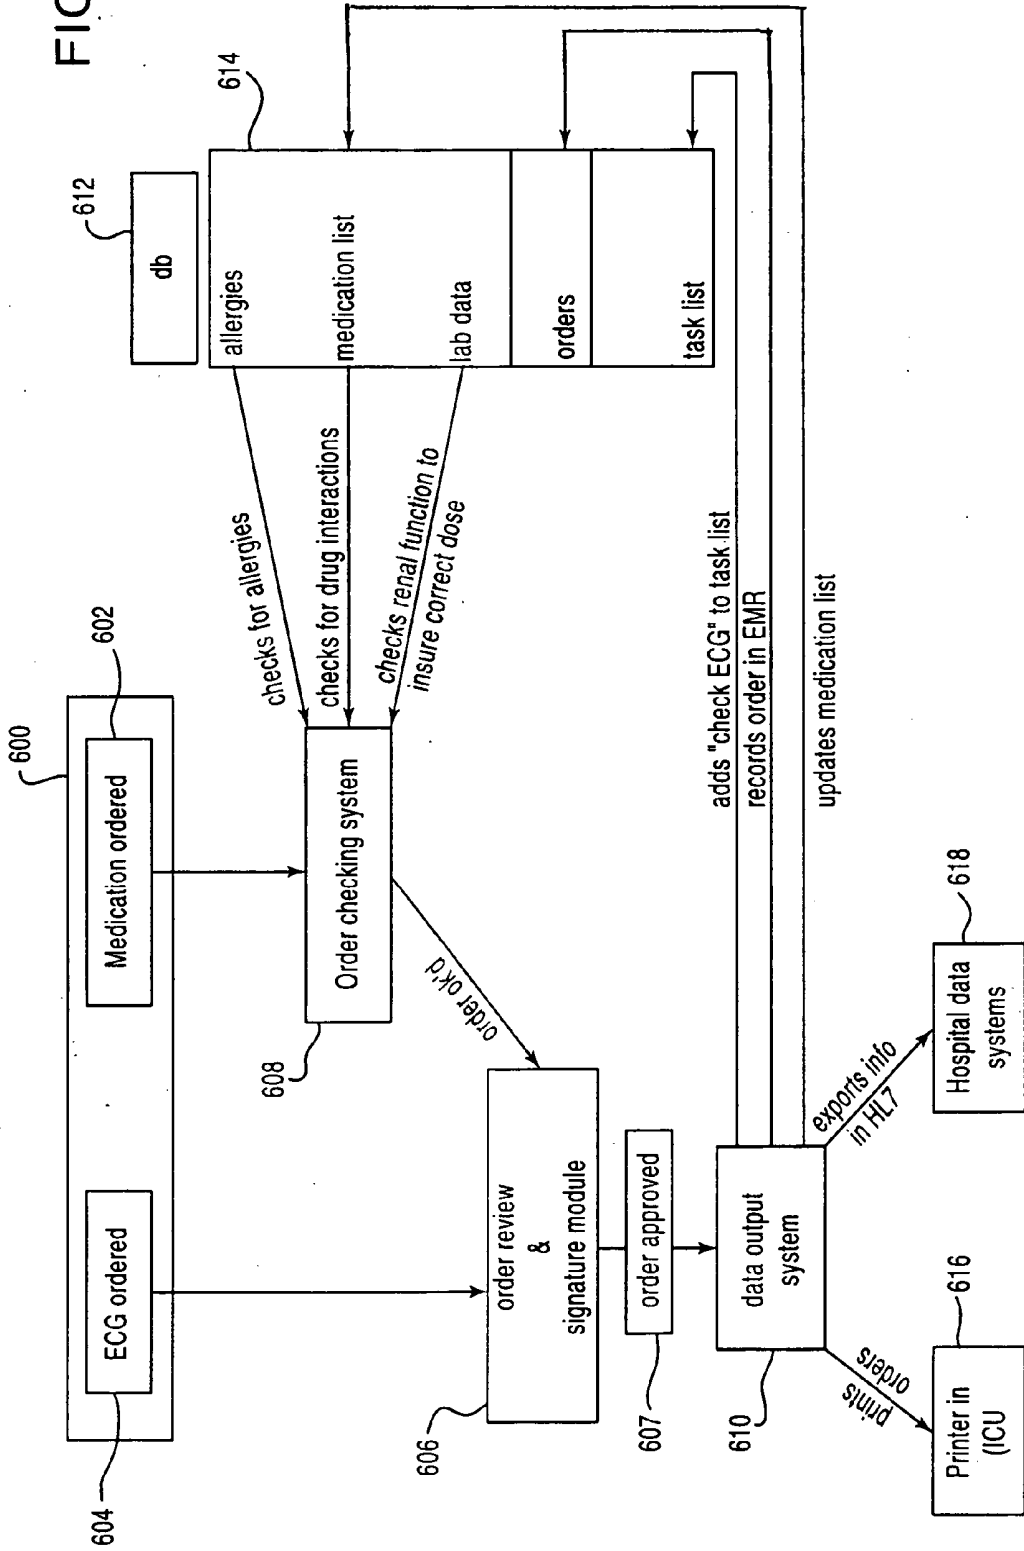 FIG
600
602
Medication ordered
604
ECG ordered
612
db
614
allergies
medication list
lab data
orders
task list
checks for allergies
checks for drug interactions
checks renal function to
insure correct dose
608
Order checking system
order ok'd
606
order review
&
signature module
607
order approved
610
data output
system
adds "check ECG" to task list
records order in EMR
updates medication list
prints
orders
exports info
in HL7
616
Printer in
(ICU
618
Hospital data
systems